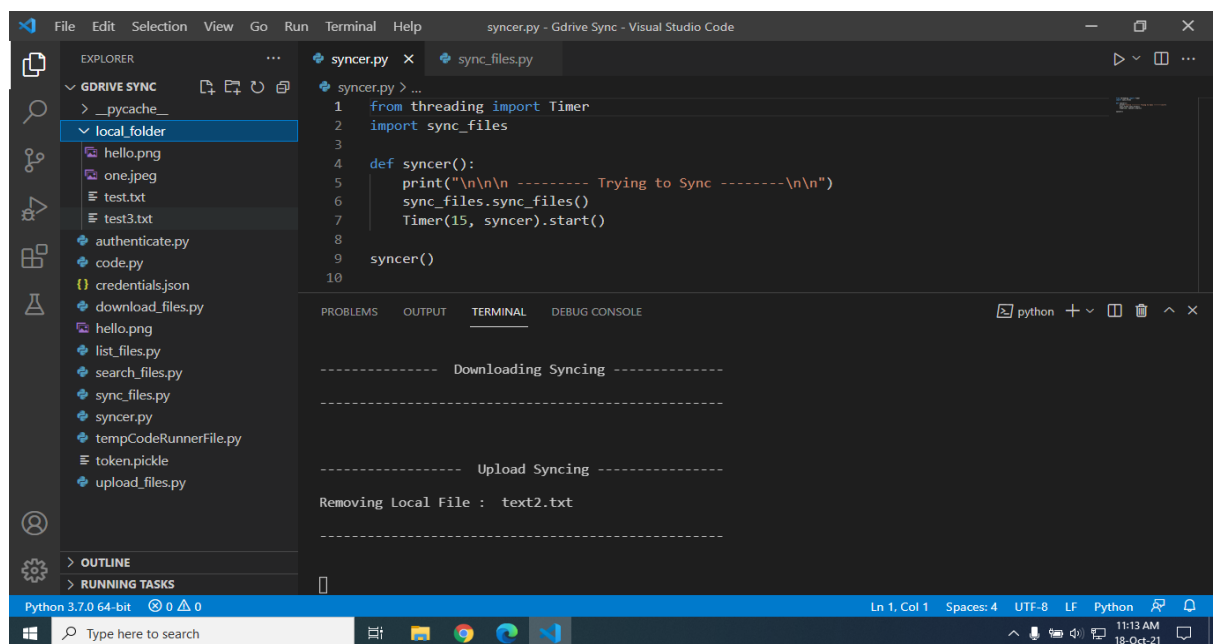 File Edit Selection View Go Run Terminal Help syncer.py - Gdrive Sync - Visual Studio Code
EXPLORER
GDRIVE SYNC
__pycache__
local_folder
hello.png
one.jpeg
test.txt
test3.txt
authenticate.py
code.py
{} credentials.json
download_files.py
hello.png
list_files.py
search_files.py
sync_files.py
syncer.py
tempCodeRunnerFile.py
token.pickle
upload_files.py
OUTLINE
RUNNING TASKS
syncer.py sync_files.py
syncer.py > ...
1 from threading import Timer
2 import sync_files
3
4 def syncer():
5 print("\n\n\n --------- Trying to Sync --------\n\n")
6 sync_files.sync_files()
7 Timer(15, syncer).start()
8
9 syncer()
10
PROBLEMS OUTPUT TERMINAL DEBUG CONSOLE python
--------------- Downloading Syncing --------------
---------------------------------------------------
------------------ Upload Syncing ----------------
Removing Local File : text2.txt
---------------------------------------------------
Python 3.7.0 64-bit 0 0 Ln 1, Col 1 Spaces: 4 UTF-8 LF Python
Type here to search
11:13 AM
18-Oct-21